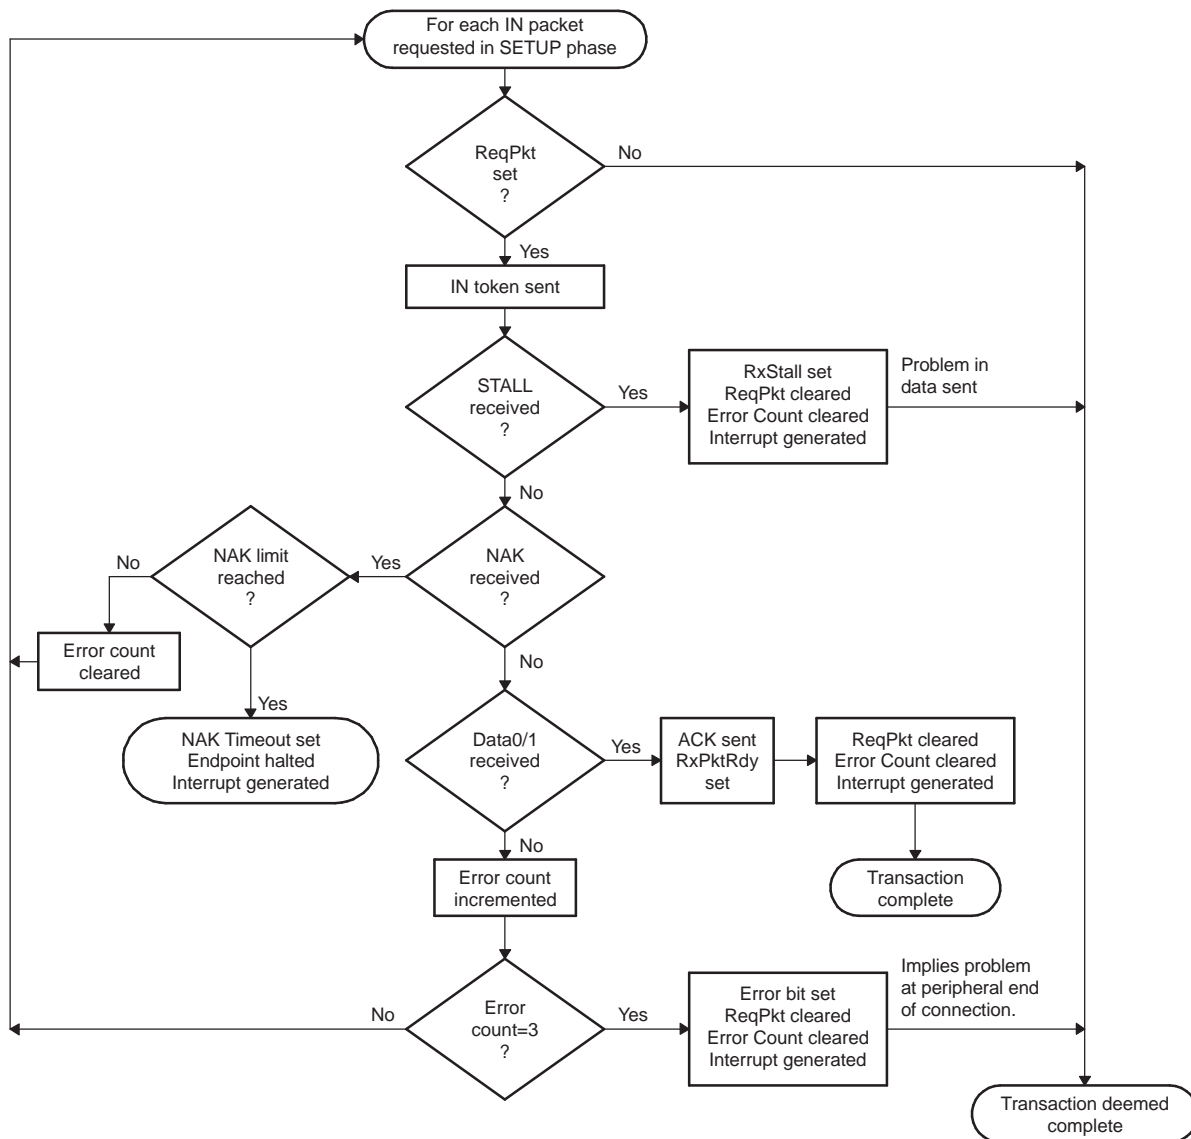 For each IN packet
requested in SETUP phase
ReqPkt
set
?
No
Yes
IN token sent
STALL
received
?
Yes
RxStall set
ReqPkt cleared
Error Count cleared
Interrupt generated
Problem in
data sent
No
NAK limit
reached
?
No
Yes
NAK
received
?
Error count
cleared
Yes
No
NAK Timeout set
Endpoint halted
Interrupt generated
Data0/1
received
?
Yes
ACK sent
RxPktRdy
set
ReqPkt cleared
Error Count cleared
Interrupt generated
No
Error count
incremented
Transaction
complete
Error
count=3
?
No
Yes
Error bit set
ReqPkt cleared
Error Count cleared
Interrupt generated
Implies problem
at peripheral end
of connection.
Transaction deemed
complete